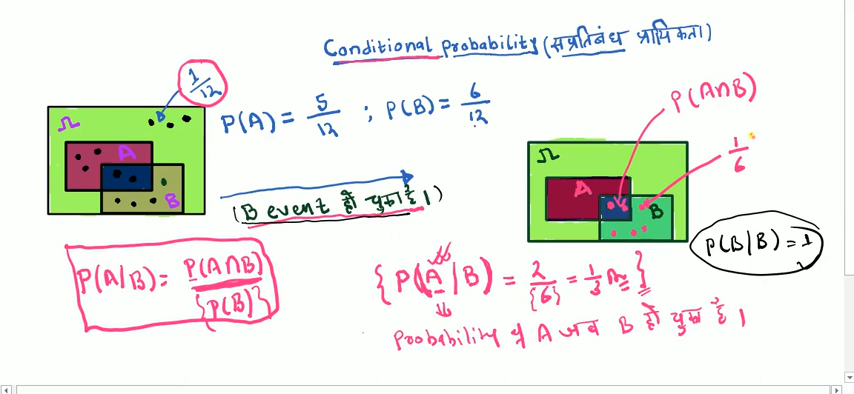 Conditional Probability (सप्रतिबंध प्रायिकता)
1/12
P(A) = 5/12 ; P(B) = 6/12
P(A∩B)
Ω
A
B
Ω
A
B
1/6
(B event हो चुका है।)
P(B|B) = 1
P(A|B) = P(A∩B)/{P(B)}
{P(A|B) = 2/{6} = 1/3 }
Probability of A जब B हो चुका है।